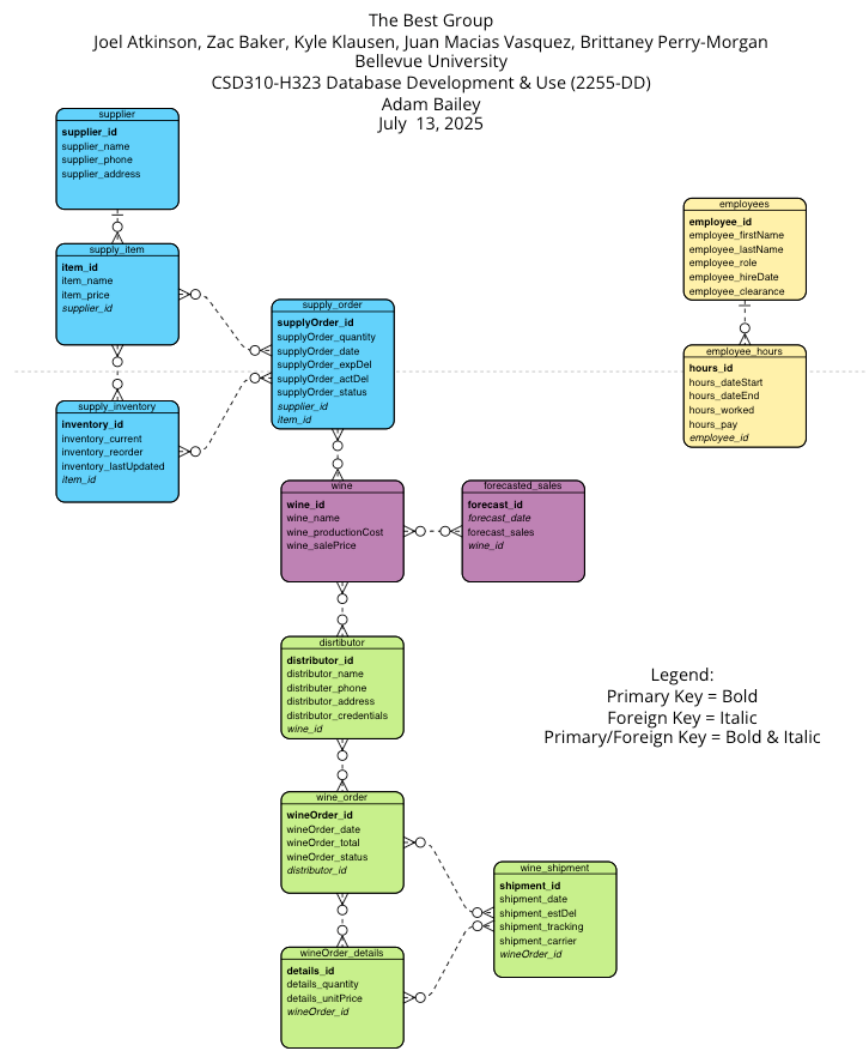 The Best Group
Joel Atkinson, Zac Baker, Kyle Klausen, Juan Macias Vasquez, Brittaney Perry-Morgan
Bellevue University
CSD310-H323 Database Development & Use (2255-DD)
Adam Bailey
July  13, 2025
supplier
supplier_id
supplier_name
supplier_phone
supplier_address
supply_item
item_id
item_name
item_price
supplier_id
supply_inventory
inventory_id
inventory_current
inventory_reorder
inventory_lastUpdated
item_id
supply_order
supplyOrder_id
supplyOrder_quantity
supplyOrder_date
supplyOrder_expDel
supplyOrder_actDel
supplyOrder_status
supplier_id
item_id
employees
employee_id
employee_firstName
employee_lastName
employee_role
employee_hireDate
employee_clearance
employee_hours
hours_id
hours_dateStart
hours_dateEnd
hours_worked
hours_pay
employee_id
wine
wine_id
wine_name
wine_productionCost
wine_salePrice
forecasted_sales
forecast_id
forecast_date
forecast_sales
wine_id
disrtibutor
distributor_id
distributor_name
distributer_phone
distributor_address
distributor_credentials
wine_id
Legend:
Primary Key = Bold
Foreign Key = Italic
Primary/Foreign Key = Bold & Italic
wine_order
wineOrder_id
wineOrder_date
wineOrder_total
wineOrder_status
distributor_id
wine_shipment
shipment_id
shipment_date
shipment_estDel
shipment_tracking
shipment_carrier
wineOrder_id
wineOrder_details
details_id
details_quantity
details_unitPrice
wineOrder_id